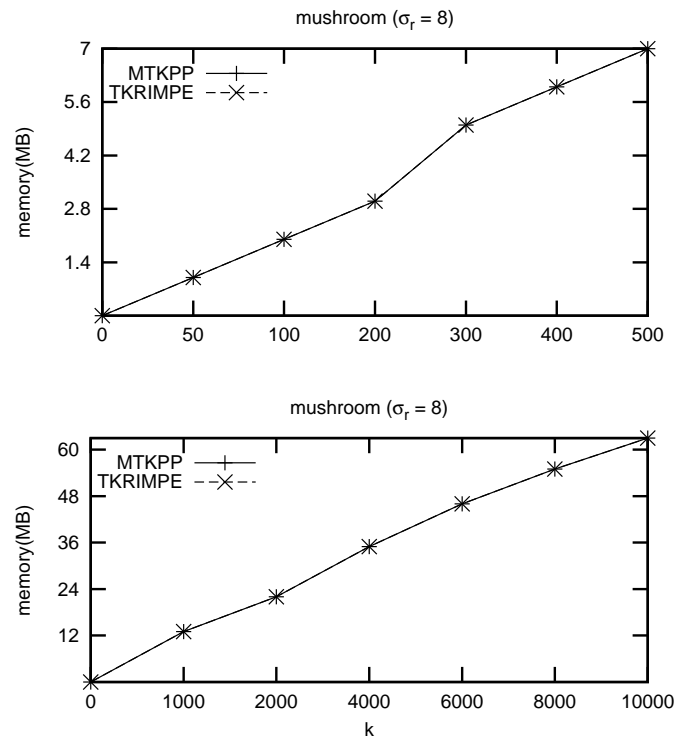 mushroom (σr = 8)
7
5.6
4.2
2.8
1.4
memory(MB)
MTKPP
TKRIMPE
0 50 100 200 300 400 500
mushroom (σr = 8)
60
48
36
24
12
memory(MB)
MTKPP
TKRIMPE
0 1000 2000 4000 6000 8000 10000
k